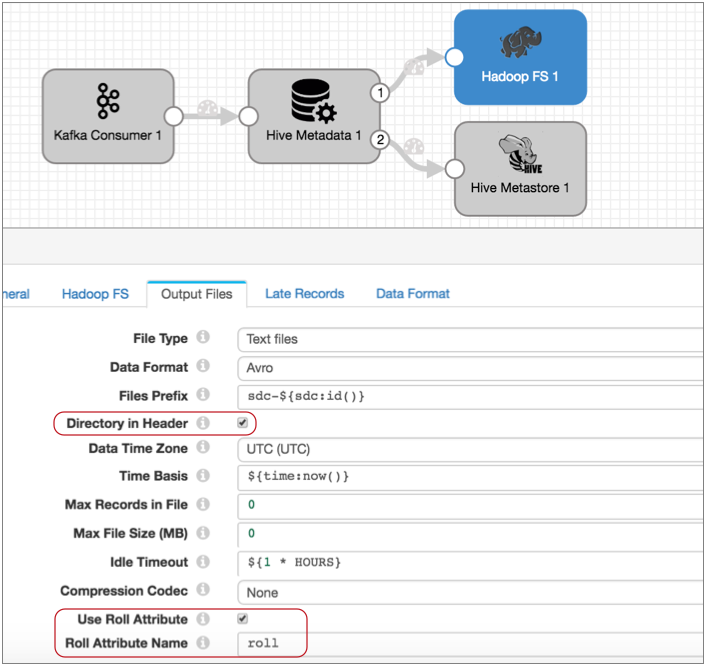 Kafka Consumer 1
Hive Metadata 1
1
2
Hadoop FS 1
HIVE
Hive Metastore 1
neral
Hadoop FS
Output Files
Late Records
Data Format
File Type
Text files
Data Format
Avro
Files Prefix
sdc-${sdc:id()}
Directory in Header
Data Time Zone
UTC (UTC)
Time Basis
${time:now()}
Max Records in File
0
Max File Size (MB)
0
Idle Timeout
${1 * HOURS}
Compression Codec
None
Use Roll Attribute
Roll Attribute Name
roll